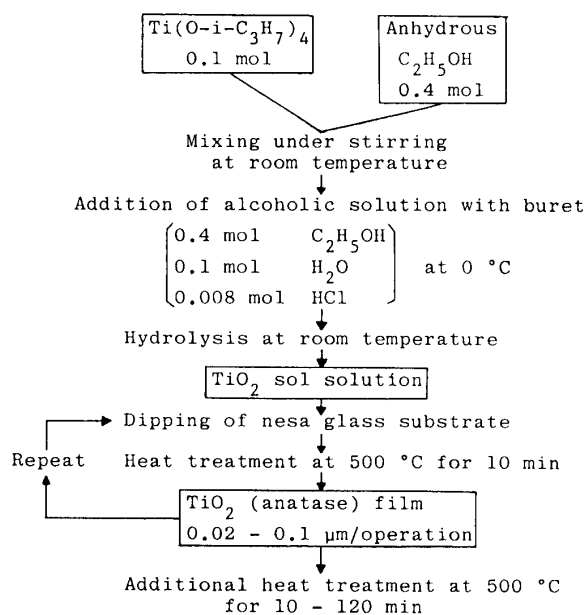 Ti(O-i-C3H7)4
0.1 mol
Anhydrous
C2H5OH
0.4 mol
Mixing under stirring
at room temperature
Addition of alcoholic solution with buret
0.4 mol C2H5OH
0.1 mol H2O at 0 °C
0.008 mol HCl
Hydrolysis at room temperature
TiO2 sol solution
Dipping of nesa glass substrate
Repeat Heat treatment at 500 °C for 10 min
TiO2 (anatase) film
0.02 - 0.1 µm/operation
Additional heat treatment at 500 °C
for 10 - 120 min